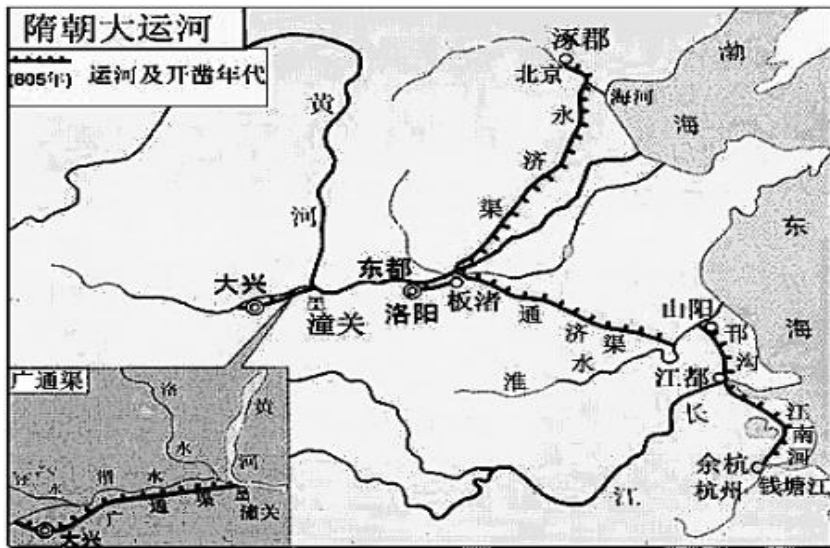 隋朝大运河
(605年) 运河及开凿年代
涿郡
北京
海河
渤
海
永
济
渠
黄
河
东
海
东都
洛阳
板渚
大兴
潼关
通
济
渠
山阳
邗
沟
淮
水
江都
长
江
江
南
河
余杭
杭州
钱塘江
广通渠
洛
水
黄
河
渭
水
广
通
渠
潼关
大兴